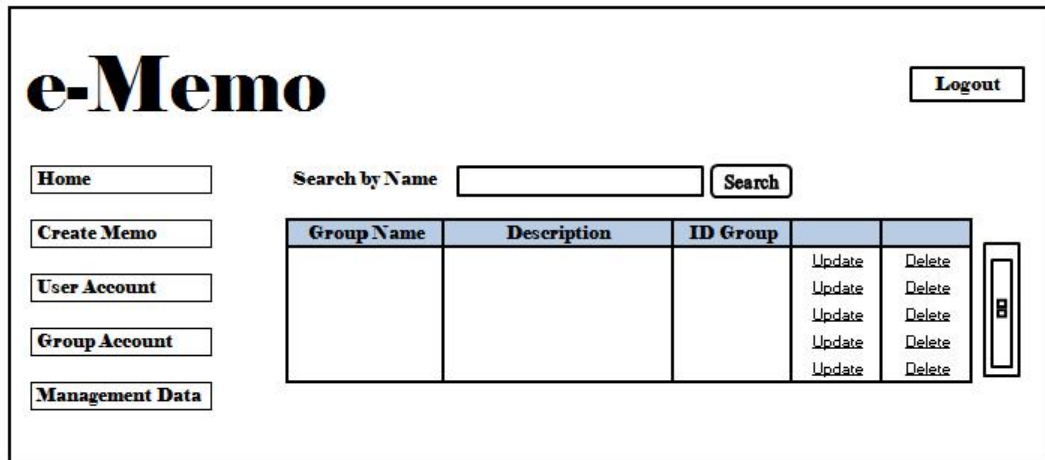 e-Memo
Logout
Home
Create Memo
User Account
Group Account
Management Data
Search by Name Search
Group Name Description ID Group
Update Delete
Update Delete
Update Delete
Update Delete
Update Delete